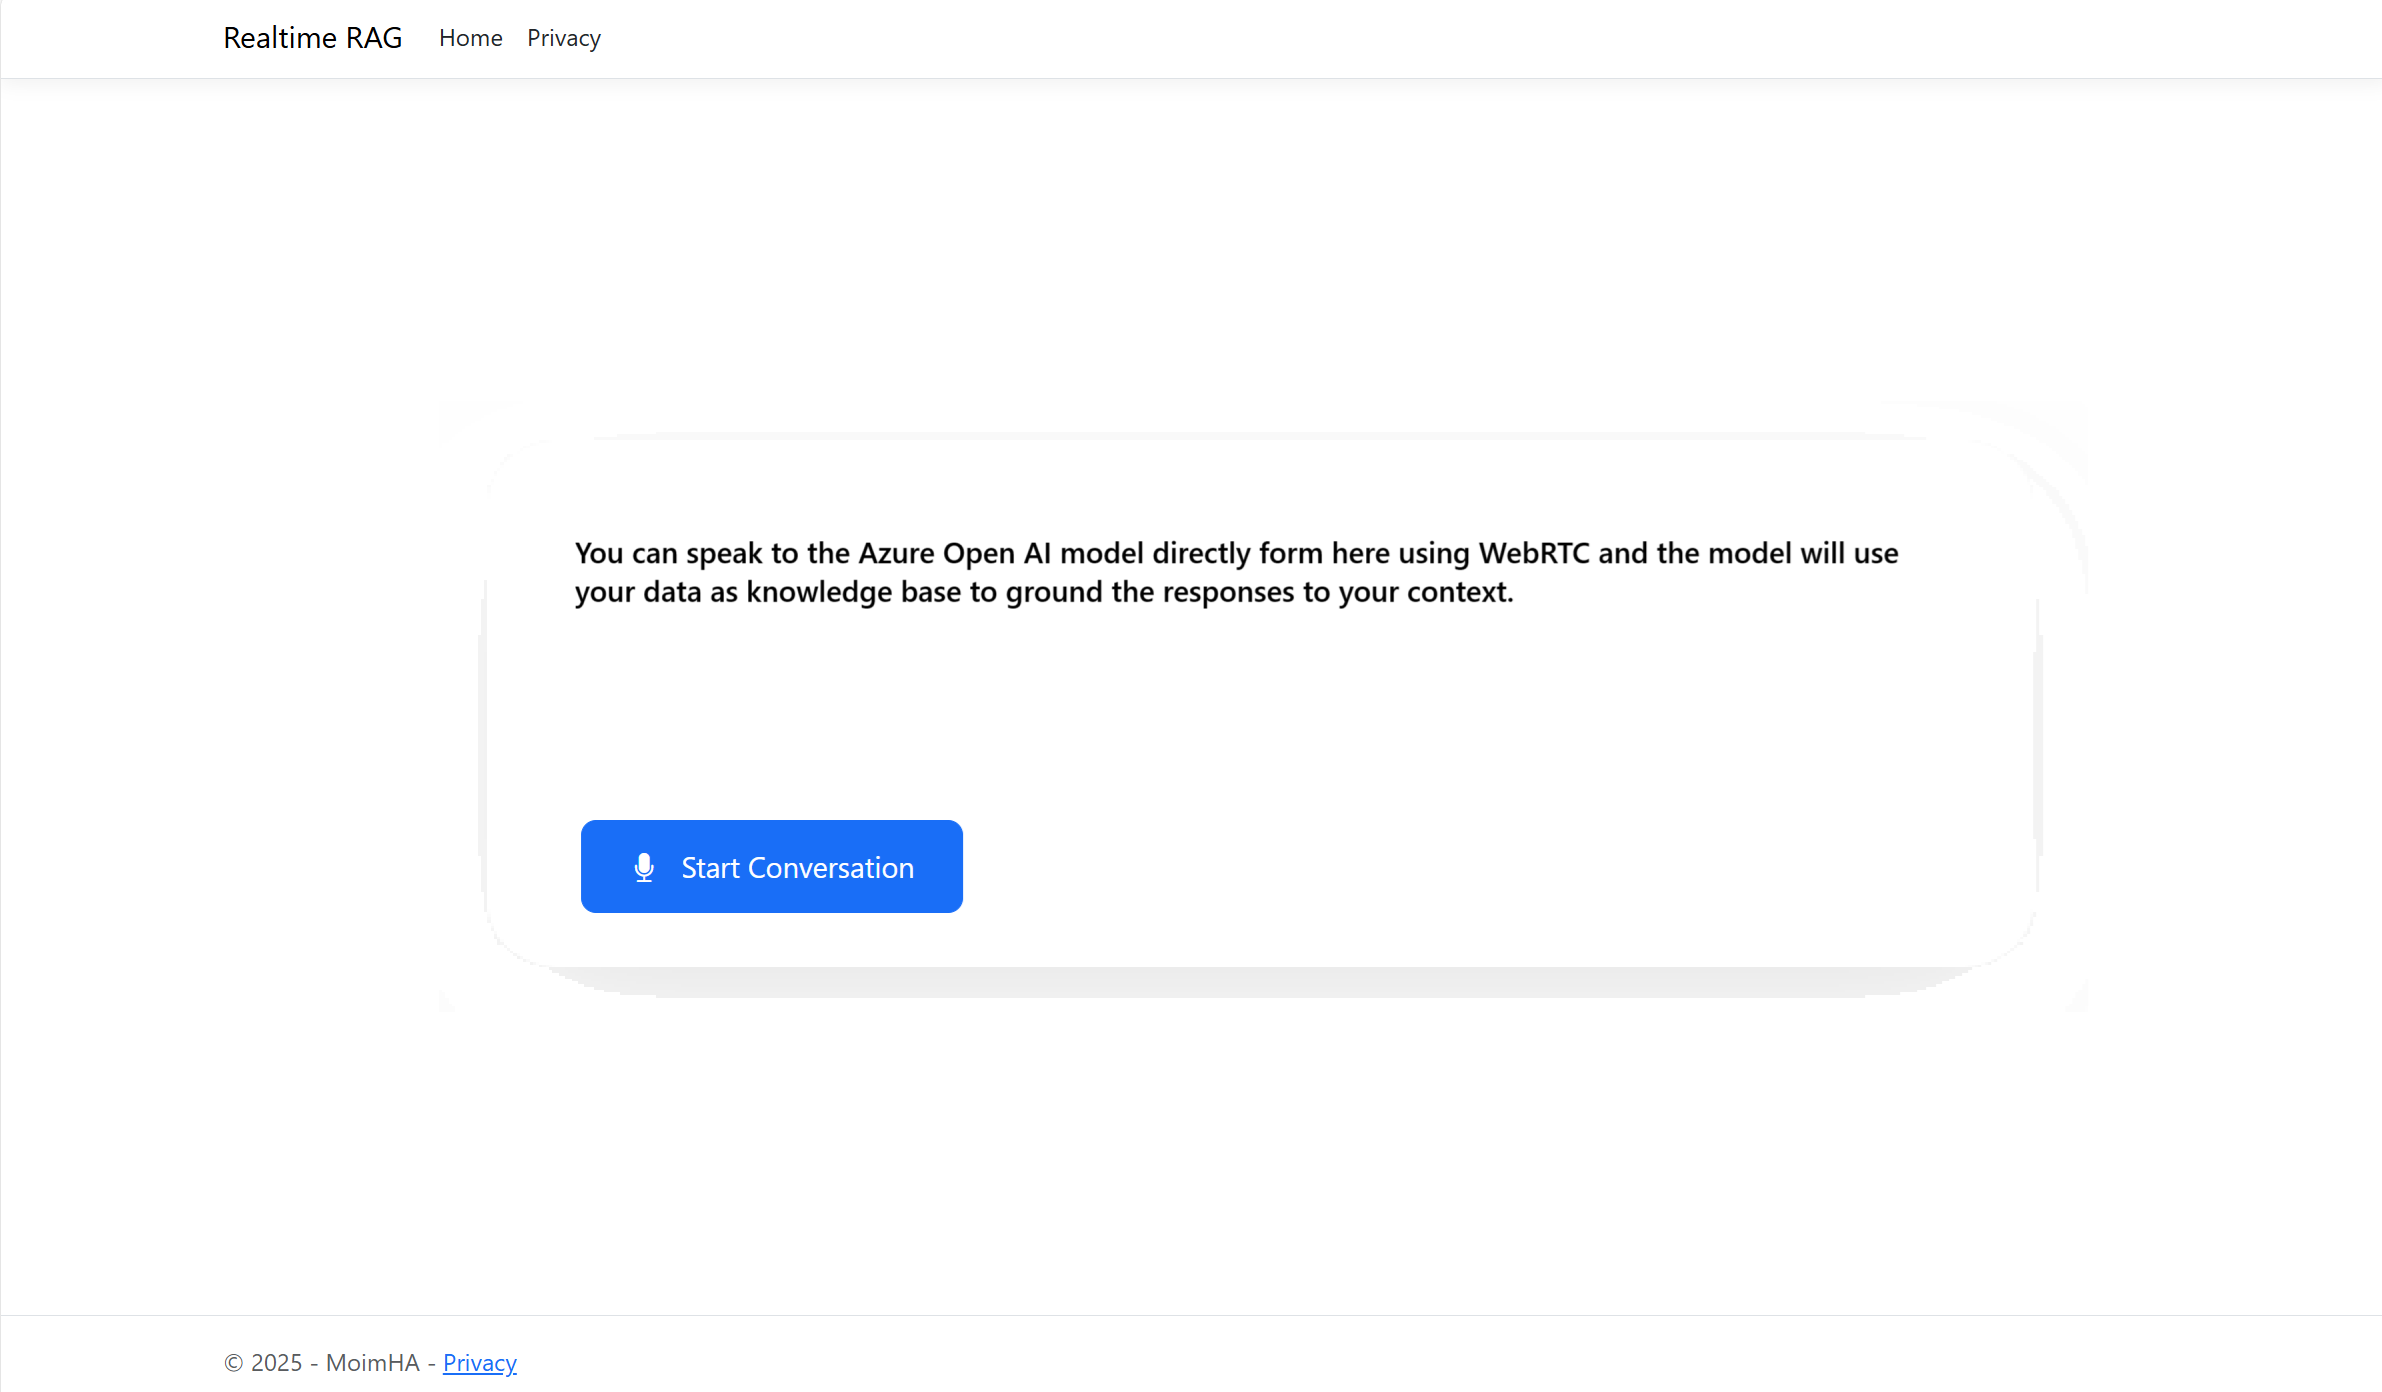 Realtime RAG Home Privacy
You can speak to the Azure Open AI model directly form here using WebRTC and the model will use
your data as knowledge base to ground the responses to your context.
Start Conversation
© 2025 - MoimHA - Privacy